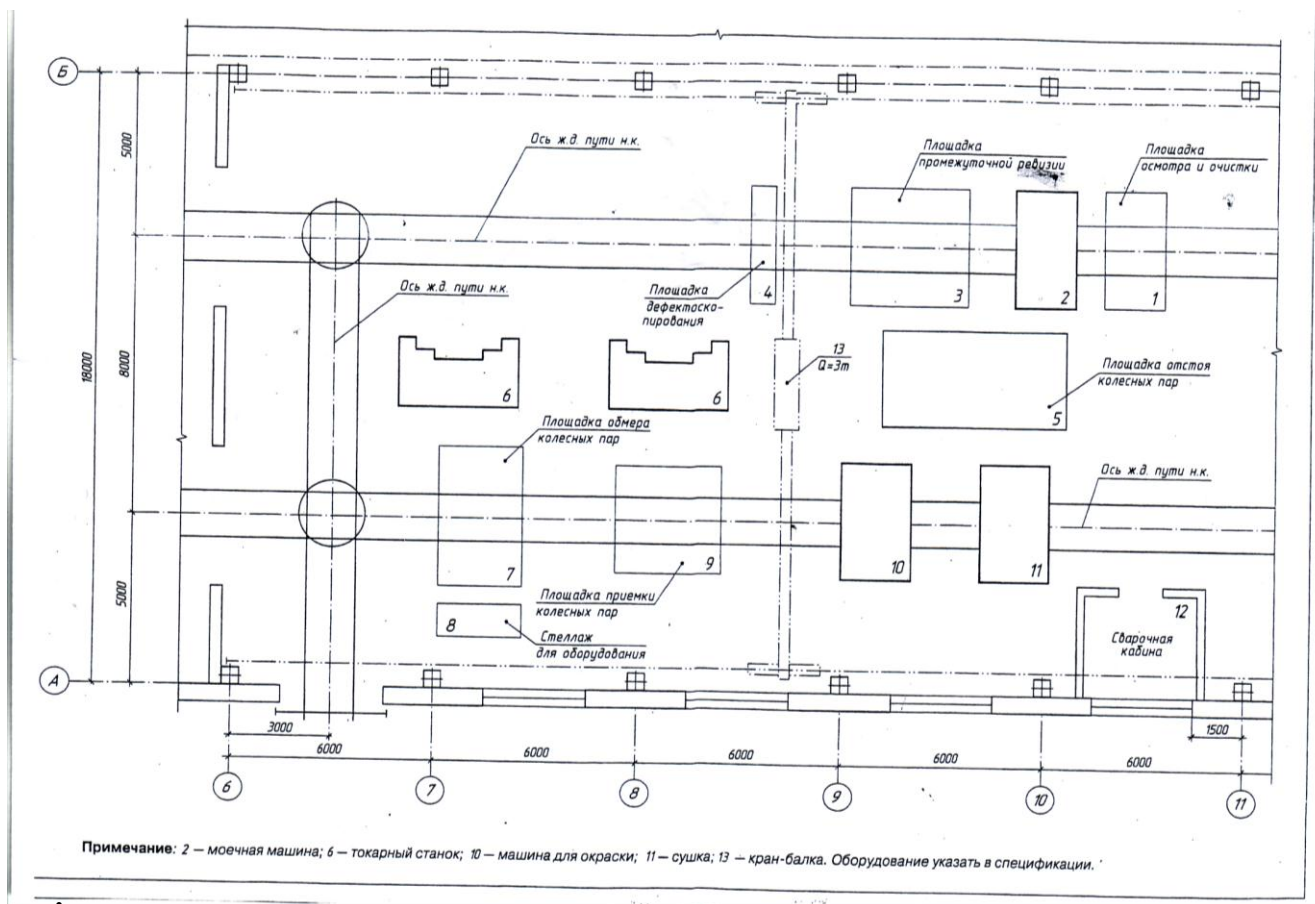 Б
5000
8000
18000
5000
А
Ось ж.д. пути н.к.
Площадка
промежуточной ревизии
Площадка
осмотра и очистки
Ось ж.д. пути н.к.
Площадка
дефектоско-
пирования
4
3
2
1
13
Q=3т
Площадка отстоя
колесных пар
6
6
5
Площадка обмера
колесных пар
Ось ж.д. пути н.к.
7
9
10
11
Площадка приемки
колесных пар
8
Стеллаж
для оборудования
12
Сварочная
кабина
3000
1500
6000
6000
6000
6000
6000
6
7
8
9
10
11
Примечание: 2 — моечная машина; 6 — токарный станок; 10 — машина для окраски; 11 — сушка; 13 — кран-балка. Оборудование указать в спецификации.